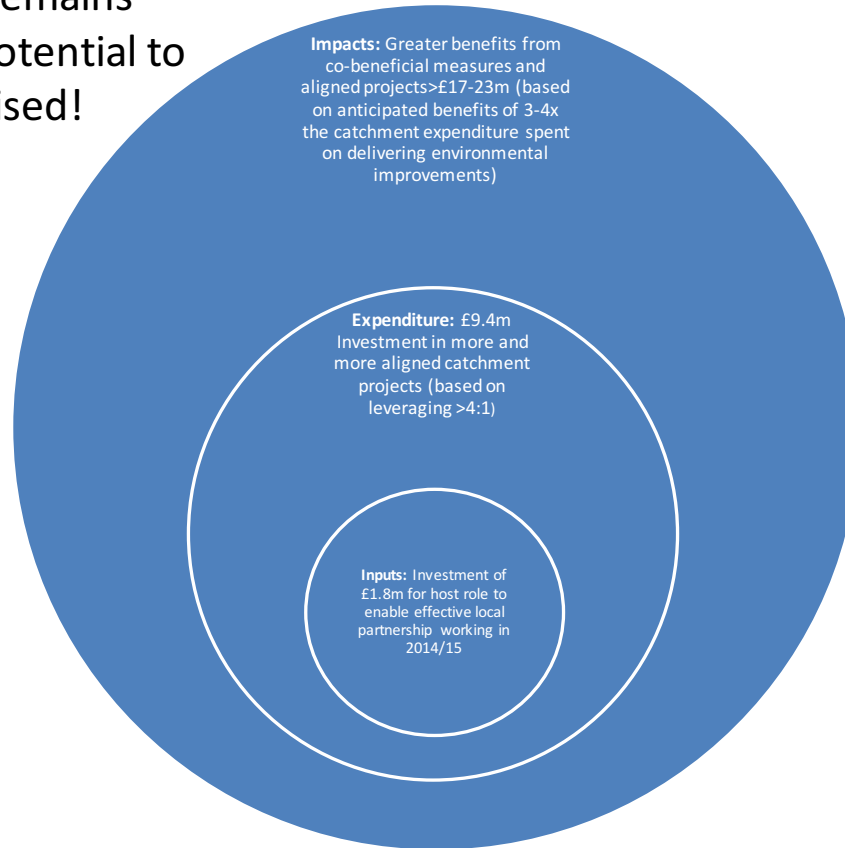 emains
otential to
ised!
Impacts: Greater benefits from
co-beneficial measures and
aligned projects>£17-23m (based
on anticipated benefits of 3-4x
the catchment expenditure spent
on delivering environmental
improvements)
Expenditure: £9.4m
Investment in more and
more aligned catchment
projects (based on
leveraging >4:1)
Inputs: Investment of
£1.8m for host role to
enable effective local
partnership working in
2014/15